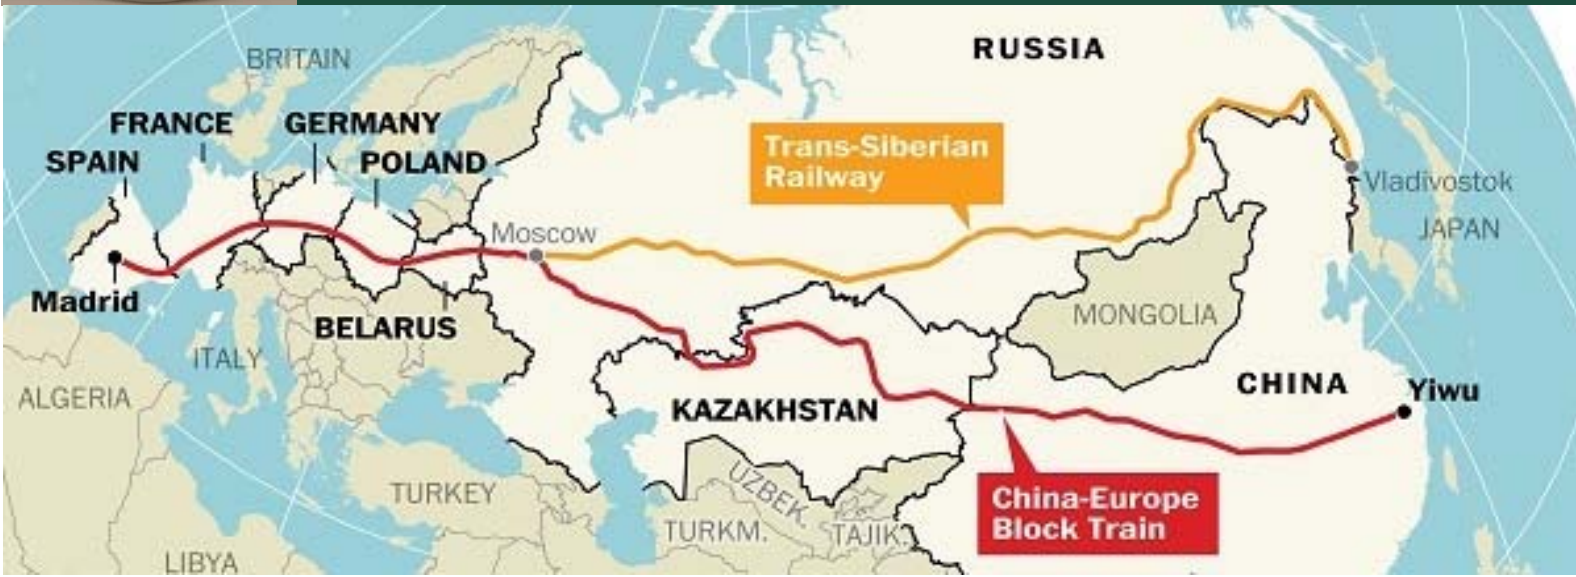 RUSSIA
BRITAIN
FRANCE
GERMANY
SPAIN
POLAND
Trans-Siberian
Railway
Vladivostok
Moscow
JAPAN
Madrid
MONGOLIA
BELARUS
ITALY
ALGERIA
KAZAKHSTAN
CHINA
Yiwu
TURKEY
UZBEK.
China-Europe
Block Train
TURKM.
TAJIK.
LIBYA